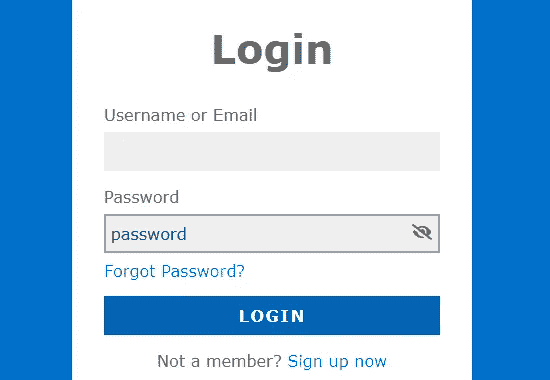 Login
Username or Email
Password
password
Forgot Password?
LOGIN
Not a member? Sign up now